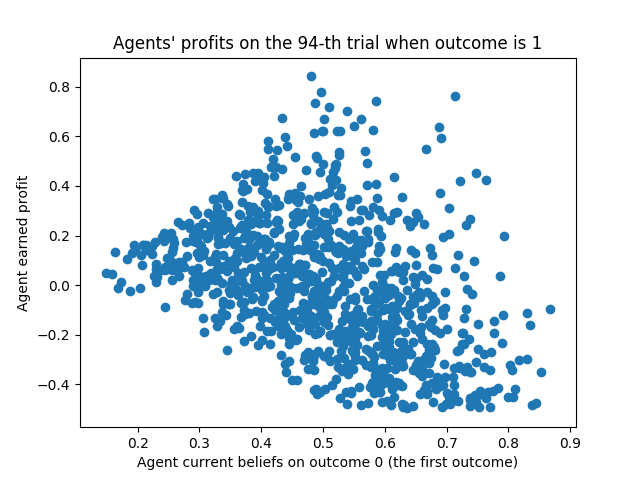 Agents' profits on the 94-th trial when outcome is 1
0.8
0.6
0.4
0.2
0.0
−0.2
−0.4
Agent earned profit
0.2 0.3 0.4 0.5 0.6 0.7 0.8 0.9
Agent current beliefs on outcome 0 (the first outcome)